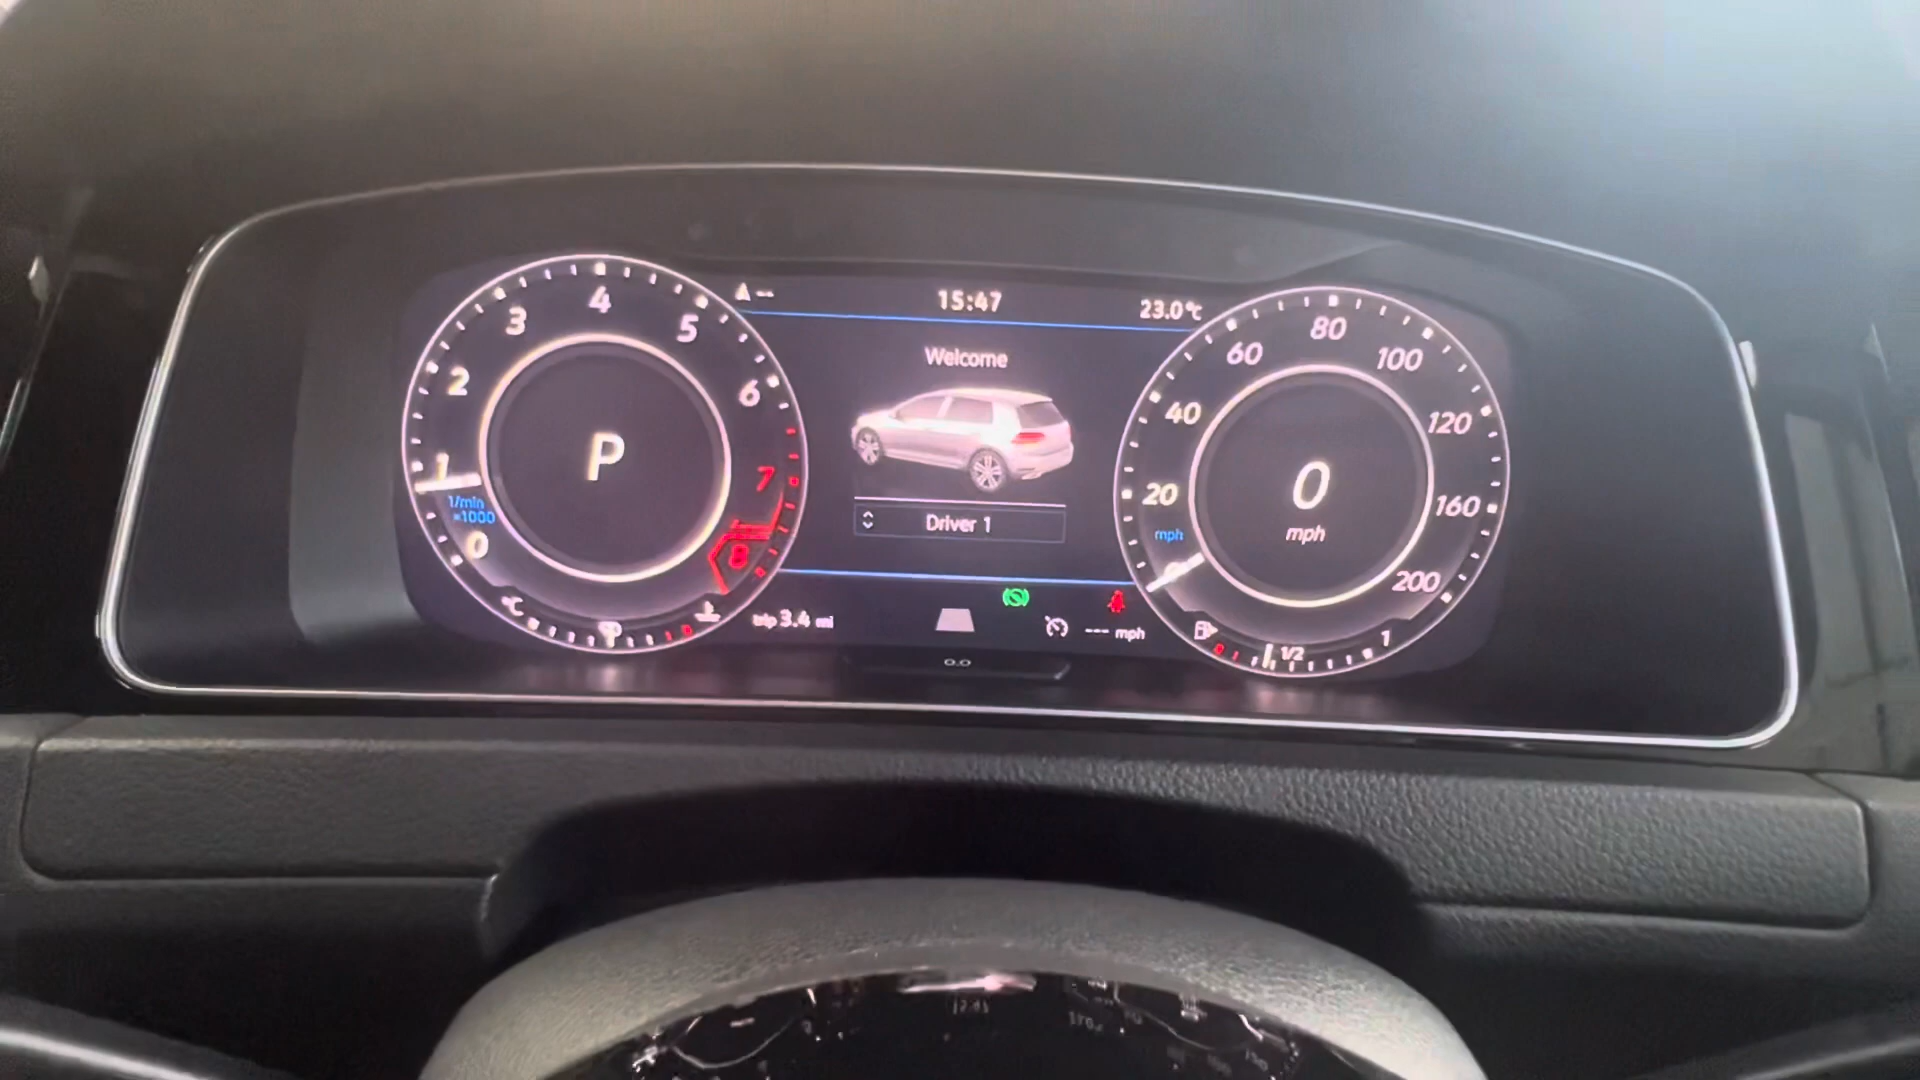 15:47
23.0°C
Welcome
Driver 1
trip 3.4 mi
--- mph
0
1
2
3
4
5
6
7
8
1/min
×1000
P
°C
0
20
40
60
80
100
120
160
200
mph
0
mph
0
1/2
1